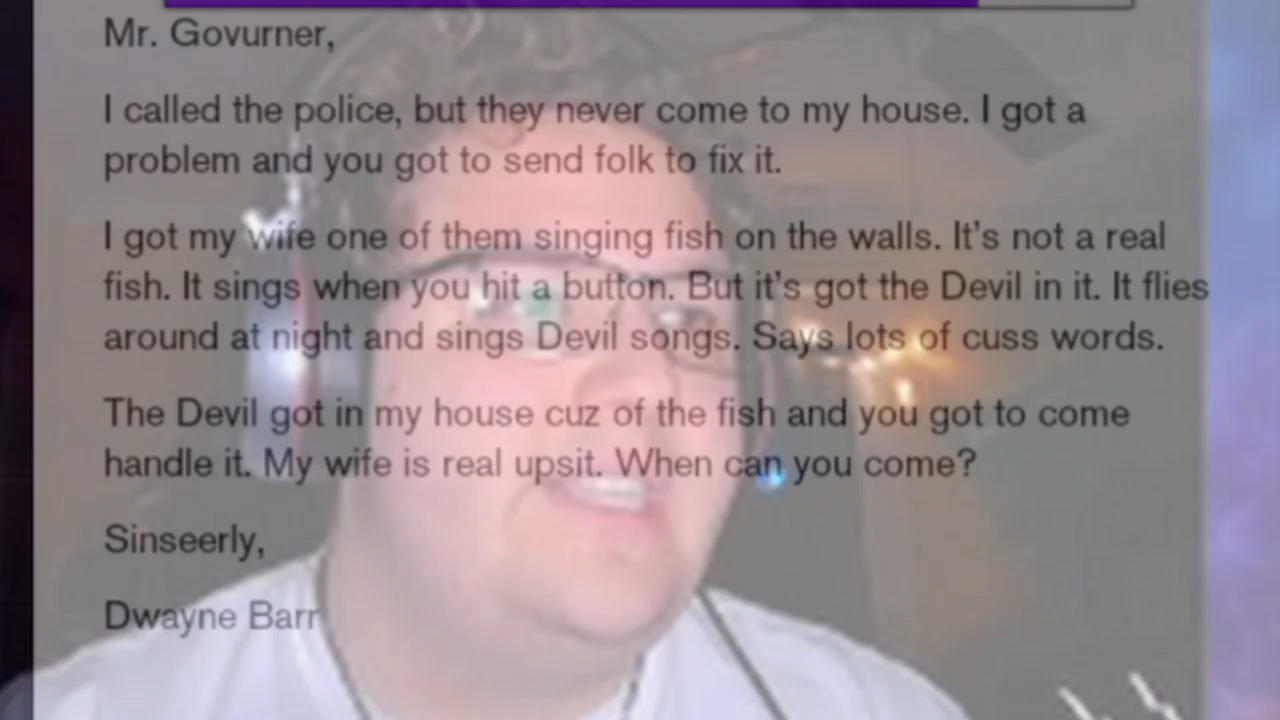 Mr. Govurner,
I called the police, but they never come to my house. I got a
problem and you got to send folk to fix it.
I got my wife one of them singing fish on the walls. It's not a real
fish. It sings when you hit a button. But it's got the Devil in it. It flies
around at night and sings Devil songs. Says lots of cuss words.
The Devil got in my house cuz of the fish and you got to come
handle it. My wife is real upsit. When can you come?
Sinseerly,
Dwayne Barr